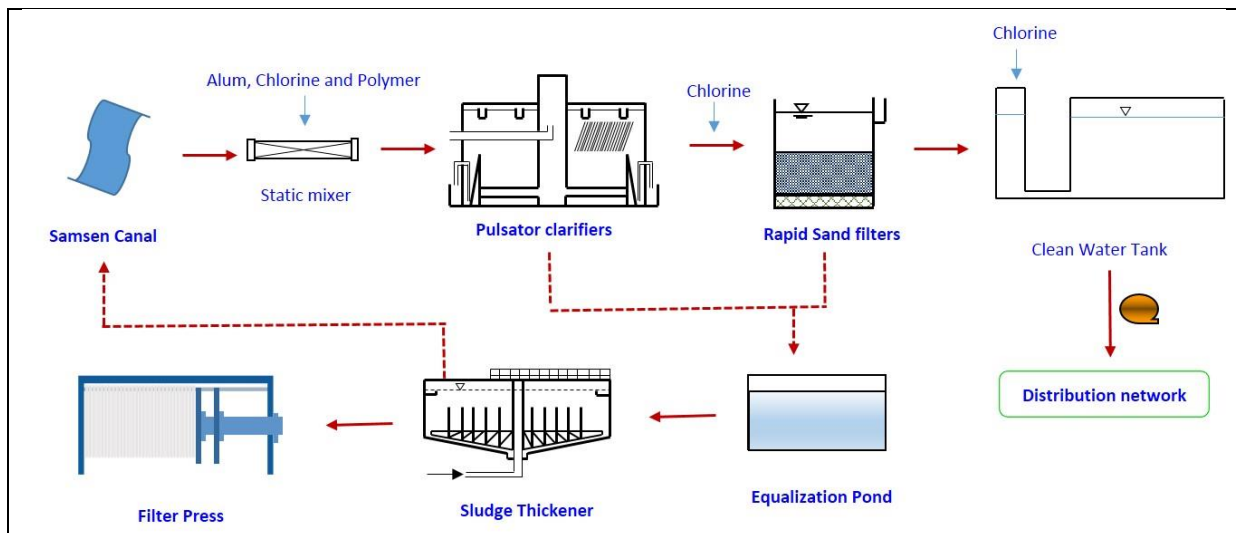 Alum, Chlorine and Polymer
Chlorine
Chlorine
Static mixer
Samsen Canal
Pulsator clarifiers
Rapid Sand filters
Clean Water Tank
Distribution network
Filter Press
Sludge Thickener
Equalization Pond